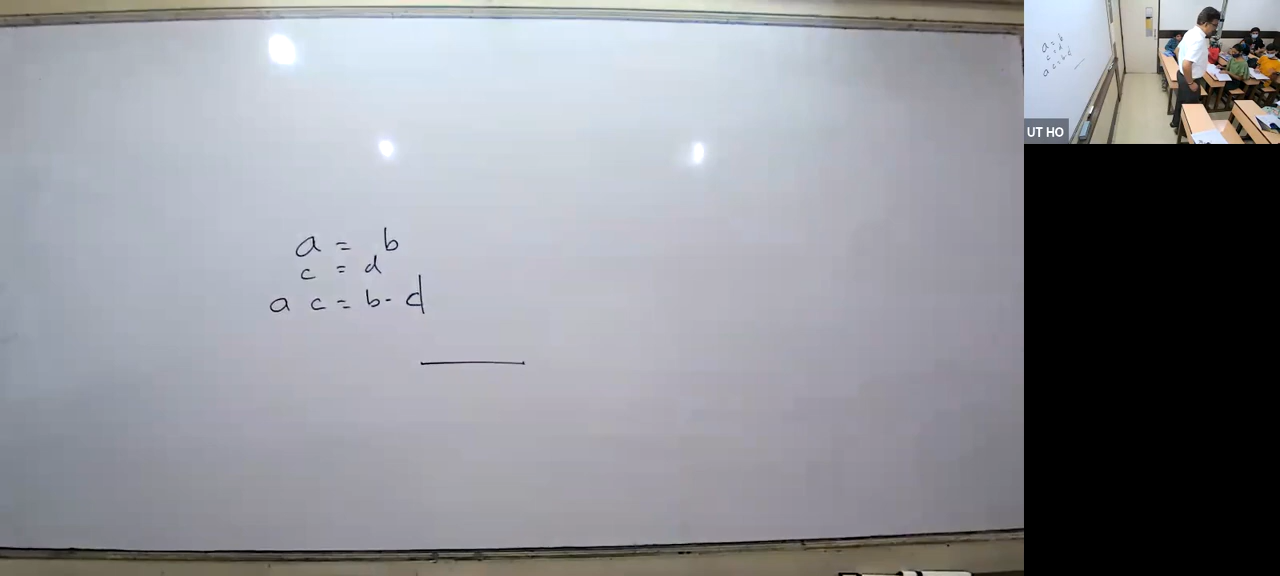 a = b
c = d
a c = b - d
UT HO